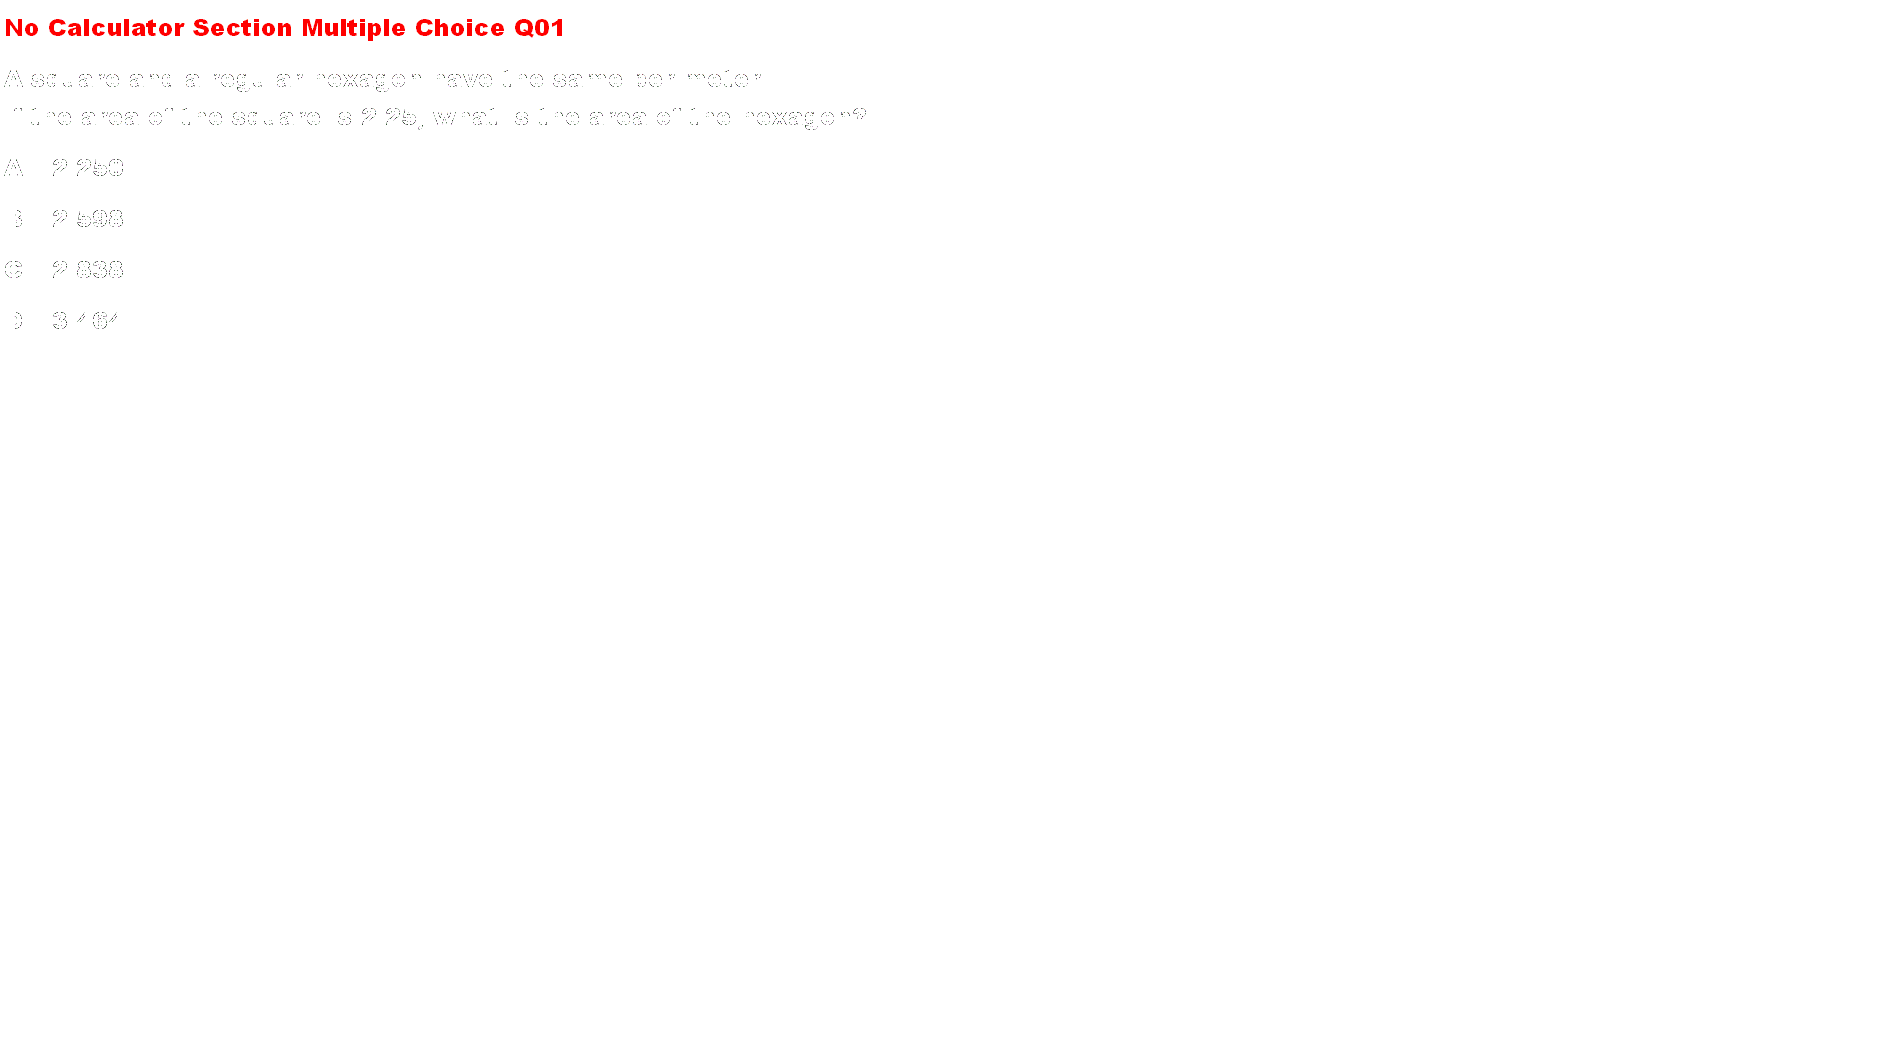 No Calculator Section Multiple Choice Q01
A square and a regular hexagon have the same perimeter.
If the area of the square is 2.25, what is the area of the hexagon?
A 2.250
B 2.598
C 2.838
D 3.464